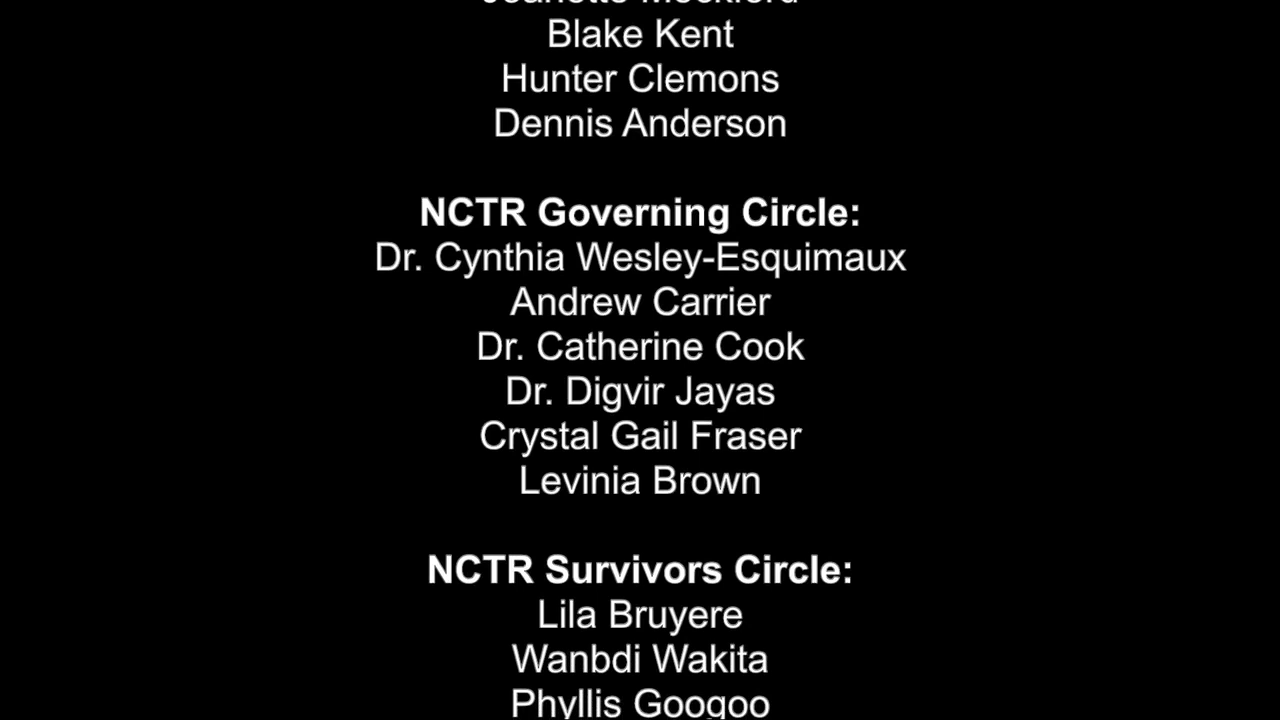 Blake Kent
Hunter Clemons
Dennis Anderson
NCTR Governing Circle:
Dr. Cynthia Wesley-Esquimaux
Andrew Carrier
Dr. Catherine Cook
Dr. Digvir Jayas
Crystal Gail Fraser
Levinia Brown
NCTR Survivors Circle:
Lila Bruyere
Wanbdi Wakita
Phyllis Googoo